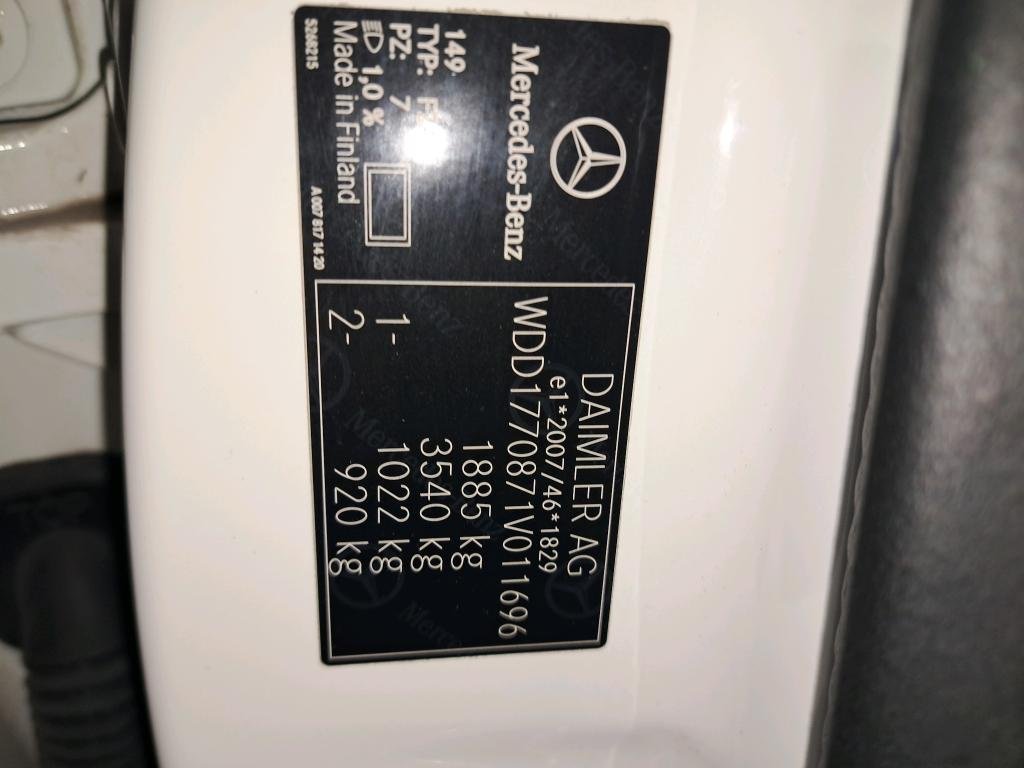 Mercedes-Benz
149
TYP:
PZ: 7
1,0 %
Made in Finland
S268215
A 007 817 14 20
DAIMLER AG
e1*2007/46*1829
WDD1770871V011696
1885 kg
3540 kg
1- 1022 kg
2- 920 kg